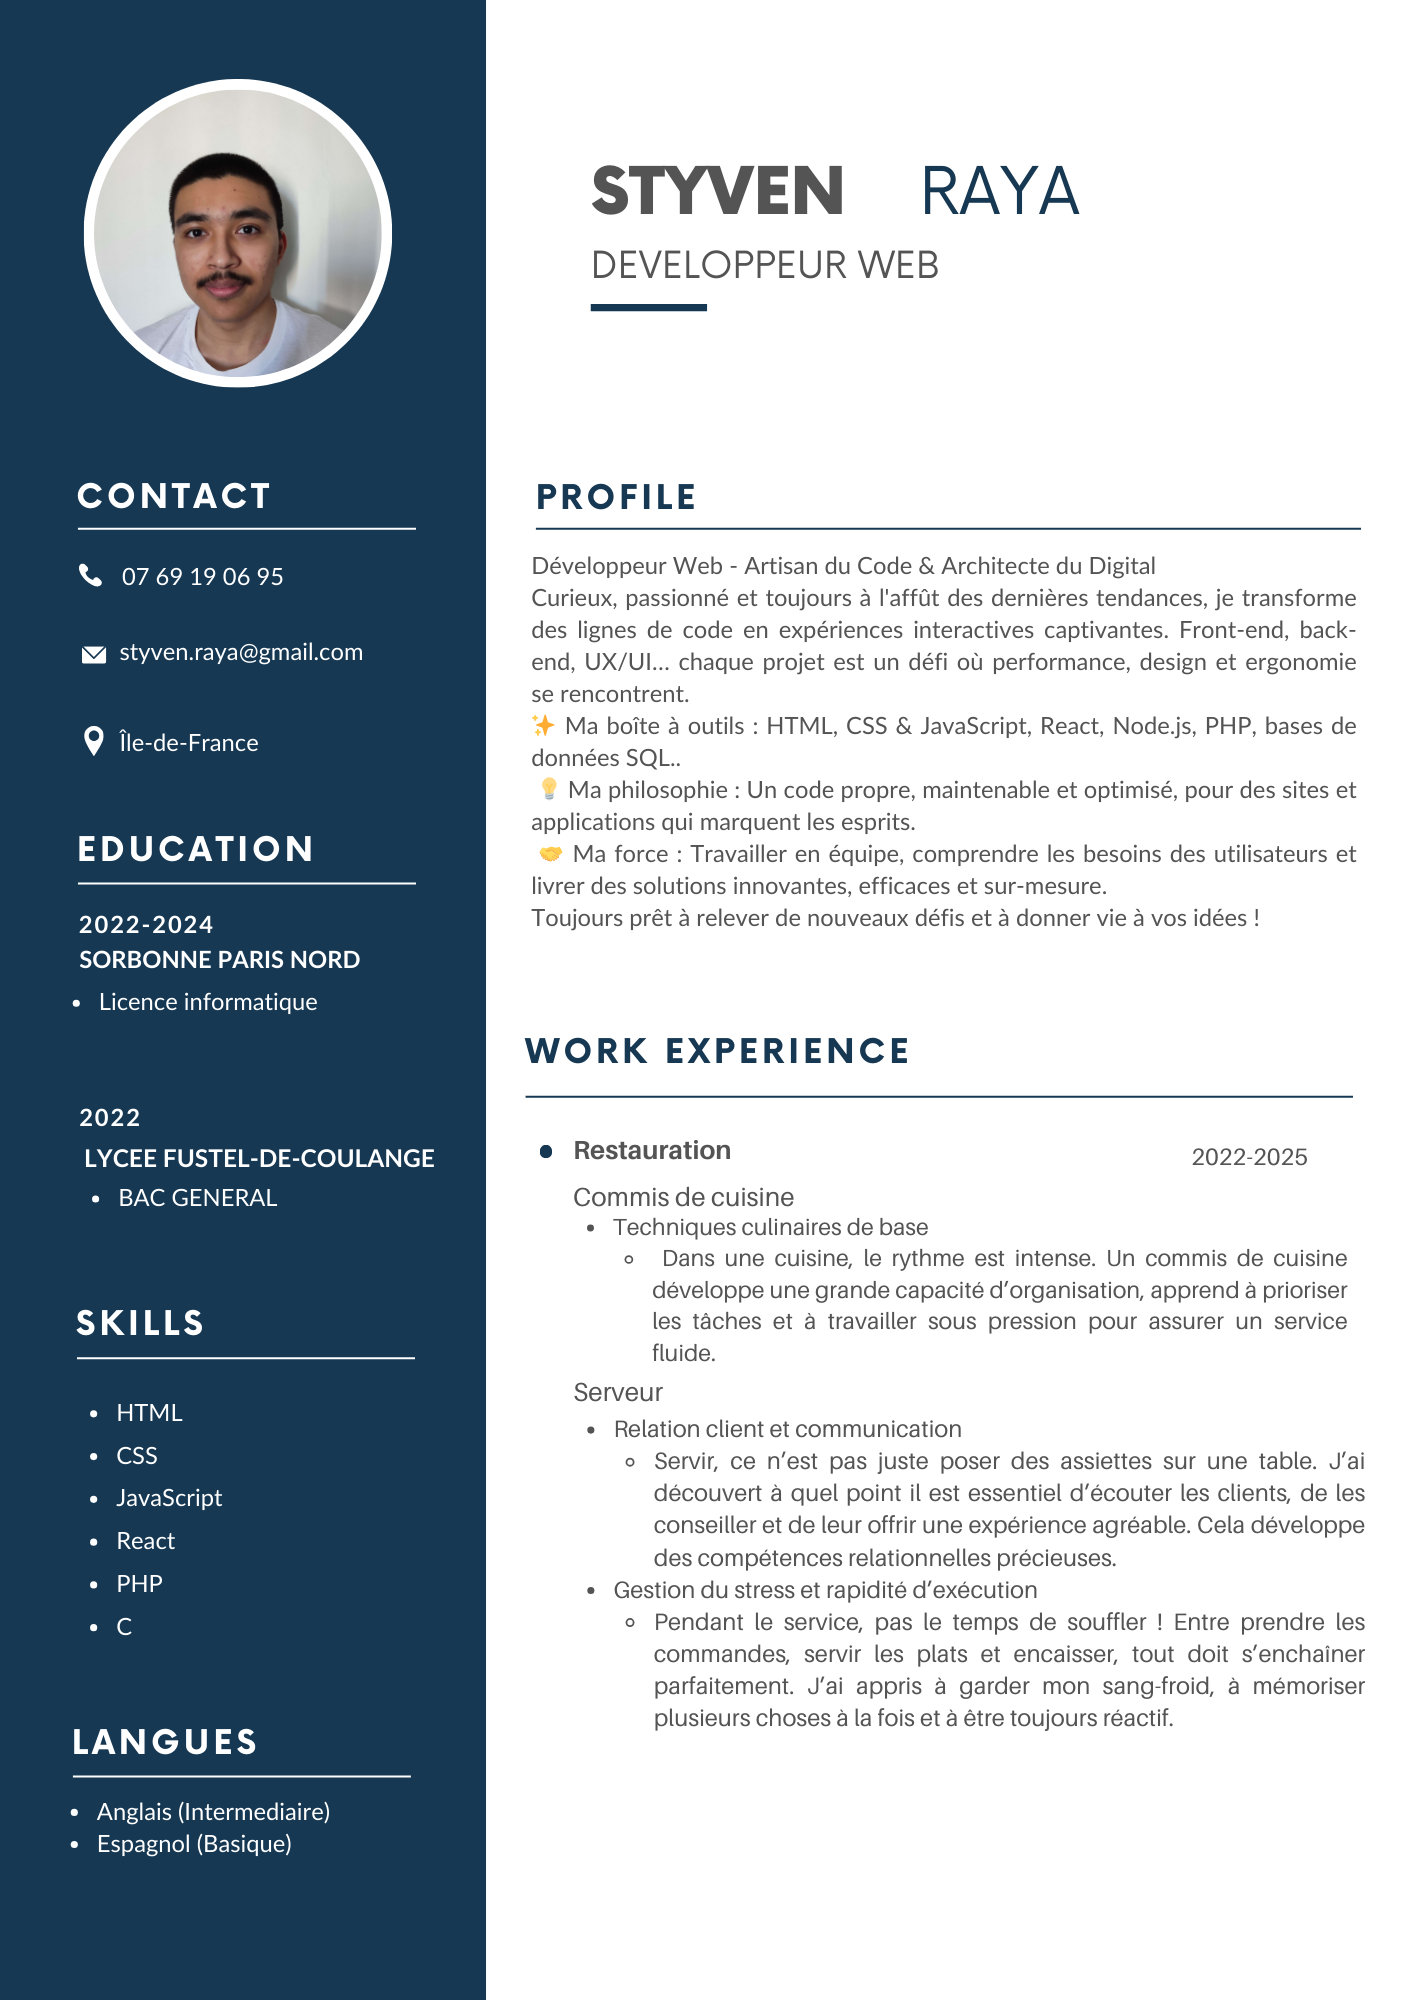 STYVEN RAYA
DEVELOPPEUR WEB
CONTACT
07 69 19 06 95
styven.raya@gmail.com
Île-de-France
EDUCATION
2022-2024
SORBONNE PARIS NORD
• Licence informatique
2022
LYCEE FUSTEL-DE-COULANGE
• BAC GENERAL
SKILLS
• HTML
• CSS
• JavaScript
• React
• PHP
• C
LANGUES
• Anglais (Intermediaire)
• Espagnol (Basique)
PROFILE
Développeur Web - Artisan du Code & Architecte du Digital
Curieux, passionné et toujours à l'affût des dernières tendances, je transforme
des lignes de code en expériences interactives captivantes. Front-end, back-
end, UX/UI... chaque projet est un défi où performance, design et ergonomie
se rencontrent.
✨ Ma boîte à outils : HTML, CSS & JavaScript, React, Node.js, PHP, bases de
données SQL..
💡 Ma philosophie : Un code propre, maintenable et optimisé, pour des sites et
applications qui marquent les esprits.
🤝 Ma force : Travailler en équipe, comprendre les besoins des utilisateurs et
livrer des solutions innovantes, efficaces et sur-mesure.
Toujours prêt à relever de nouveaux défis et à donner vie à vos idées !
WORK EXPERIENCE
• Restauration 2022-2025
Commis de cuisine
• Techniques culinaires de base
◦ Dans une cuisine, le rythme est intense. Un commis de cuisine
développe une grande capacité d’organisation, apprend à prioriser
les tâches et à travailler sous pression pour assurer un service
fluide.
Serveur
• Relation client et communication
◦ Servir, ce n’est pas juste poser des assiettes sur une table. J’ai
découvert à quel point il est essentiel d’écouter les clients, de les
conseiller et de leur offrir une expérience agréable. Cela développe
des compétences relationnelles précieuses.
• Gestion du stress et rapidité d’exécution
◦ Pendant le service, pas le temps de souffler ! Entre prendre les
commandes, servir les plats et encaisser, tout doit s’enchaîner
parfaitement. J’ai appris à garder mon sang-froid, à mémoriser
plusieurs choses à la fois et à être toujours réactif.